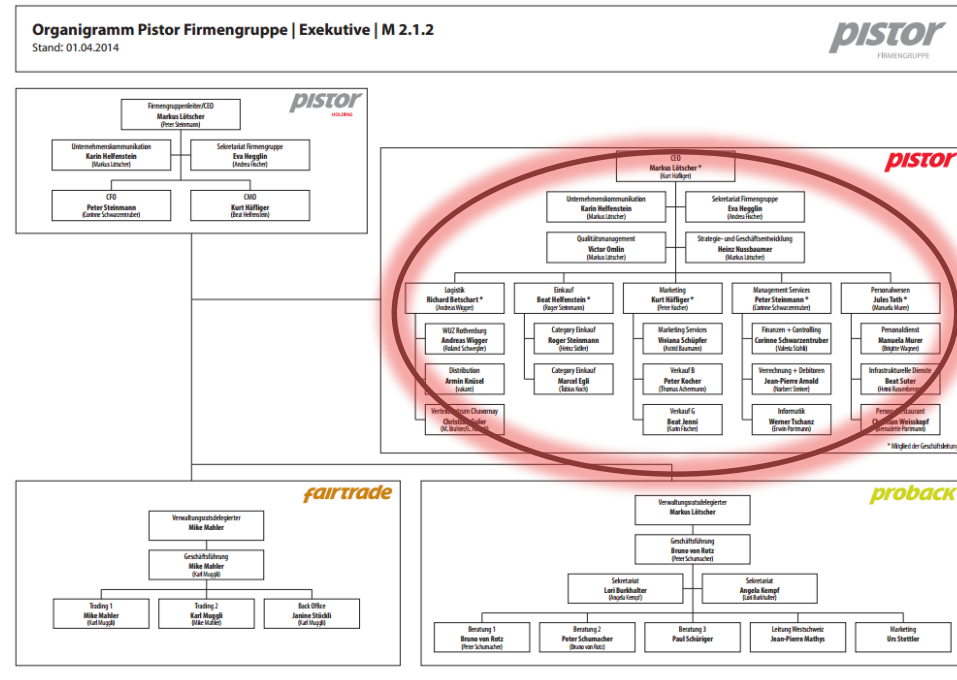 Organigramm Pistor Firmengruppe | Exekutive | M 2.1.2
Stand: 01.04.2014
pistor
FIRMENGRUPPE
pistor
HOLDING
Firmengruppenleiter/CEO
Markus Lötscher
(Peter Steinmann)
Unternehmenskommunikation
Karin Helfenstein
(Markus Lötscher)
Sekretariat Firmengruppe
Eva Hegglin
(Andrea Fischer)
CFO
Peter Steinmann
(Corinne Schwarzentruber)
CMO
Kurt Häfliger
(Beat Helfenstein)
pistor
CEO
Markus Lötscher *
(Kurt Häfliger)
Unternehmenskommunikation
Karin Helfenstein
(Markus Lötscher)
Sekretariat Firmengruppe
Eva Hegglin
(Andrea Fischer)
Qualitätsmanagement
Victor Omlin
(Markus Lötscher)
Strategie- und Geschäftsentwicklung
Heinz Nussbaumer
(Markus Lötscher)
Logistik
Richard Betschart *
(Andreas Wigger)
Einkauf
Beat Helfenstein *
(Roger Steinmann)
Marketing
Kurt Häfliger *
(Peter Kocher)
Management Services
Peter Steinmann *
(Corinne Schwarzentruber)
Personalwesen
Jules Toth *
(Manuela Murer)
WUZ Rothenburg
Andreas Wigger
(Roland Schwegler)
Category Einkauf
Roger Steinmann
(Heinz Sidler)
Marketing Services
Viviana Schüpfer
(Astrid Baumann)
Finanzen + Controlling
Corinne Schwarzentruber
(Valeria Stühli)
Personaldienst
Manuela Murer
(Brigitte Wagner)
Distribution
Armin Knüsel
(vakant)
Category Einkauf
Marcel Egli
(Tobias Koch)
Verkauf B
Peter Kocher
(Thomas Achermann)
Verrechnung + Debitoren
Jean-Pierre Arnold
(Norbert Steiner)
Infrastrukturelle Dienste
Beat Suter
(Heini Russenberger)
Verteilzentrum Chavornay
Verkauf G
Beat Jenni
(Karin Fischer)
Informatik
Werner Tschanz
(Erwin Portmann)
Personalrestaurant
Christian Weisskopf
(Bernadette Portmann)
* Mitglied der Geschäftsleitung
fairtrade
Verwaltungsratsdelegierter
Mike Mahler
Geschäftsführung
Mike Mahler
(Karl Muggli)
Trading 1
Mike Mahler
(Karl Muggli)
Trading 2
Karl Muggli
(Mike Mahler)
Back Office
Janine Stöckli
(Karl Muggli)
proback
Verwaltungsratsdelegierter
Markus Lötscher
Geschäftsführung
Bruno von Rotz
(Peter Schumacher)
Sekretariat
Lori Burkhalter
(Angela Kempf)
Sekretariat
Angela Kempf
(Lori Burkhalter)
Beratung 1
Bruno von Rotz
(Peter Schumacher)
Beratung 2
Peter Schumacher
(Bruno von Rotz)
Beratung 3
Paul Schüriger
Leitung Westschweiz
Jean-Pierre Mathys
Marketing
Urs Stettler